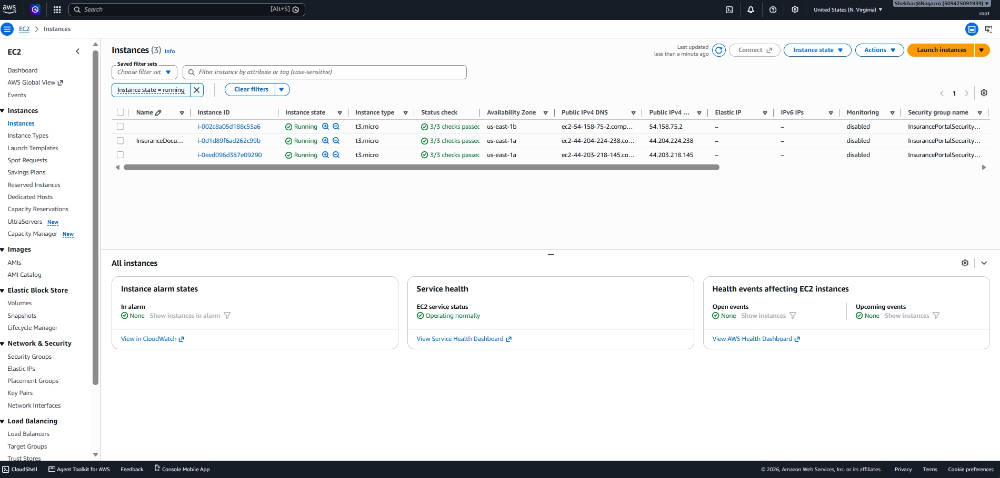 aws
Search
[Alt+S]
United States (N. Virginia)
Shekhar@Nagarro (509425091939)
root
EC2
Instances
EC2
Dashboard
AWS Global View
Events
Instances
Instances
Instance Types
Launch Templates
Spot Requests
Savings Plans
Reserved Instances
Dedicated Hosts
Capacity Reservations
UltraServers New
Capacity Manager New
Images
AMIs
AMI Catalog
Elastic Block Store
Volumes
Snapshots
Lifecycle Manager
Network & Security
Security Groups
Elastic IPs
Placement Groups
Key Pairs
Network Interfaces
Load Balancing
Load Balancers
Target Groups
Trust Stores
Instances (3) Info
Last updated
less than a minute ago
Connect
Instance state
Actions
Launch instances
Saved filter sets
Choose filter set
Filter Instance by attribute or tag (case-sensitive)
Instance state = running
Clear filters
1
Name Instance ID Instance state Instance type Status check Availability Zone Public IPv4 DNS Public IPv4 ... Elastic IP IPv6 IPs Monitoring Security group name
i-002c8a05d188c55a6 Running t3.micro 3/3 checks passed us-east-1b ec2-54-158-75-2.comp... 54.158.75.2 – – disabled InsurancePortalSecurity...
InsuranceDocu... i-0d1d89f6ad262c99b Running t3.micro 3/3 checks passed us-east-1a ec2-44-204-224-238.co... 44.204.224.238 – – disabled InsurancePortalSecurity...
i-0eed096d387e09290 Running t3.micro 3/3 checks passed us-east-1a ec2-44-203-218-145.co... 44.203.218.145 – – disabled InsurancePortalSecurity...
All instances
Instance alarm states
In alarm
None Show instances in alarm
View in CloudWatch
Service health
EC2 service status
Operating normally
View Service Health Dashboard
Health events affecting EC2 instances
Open events
None Show instances
Upcoming events
None Show instances
View AWS Health Dashboard
CloudShell
Agent Toolkit for AWS
Feedback
Console Mobile App
© 2026, Amazon Web Services, Inc. or its affiliates.
Privacy
Terms
Cookie preferences